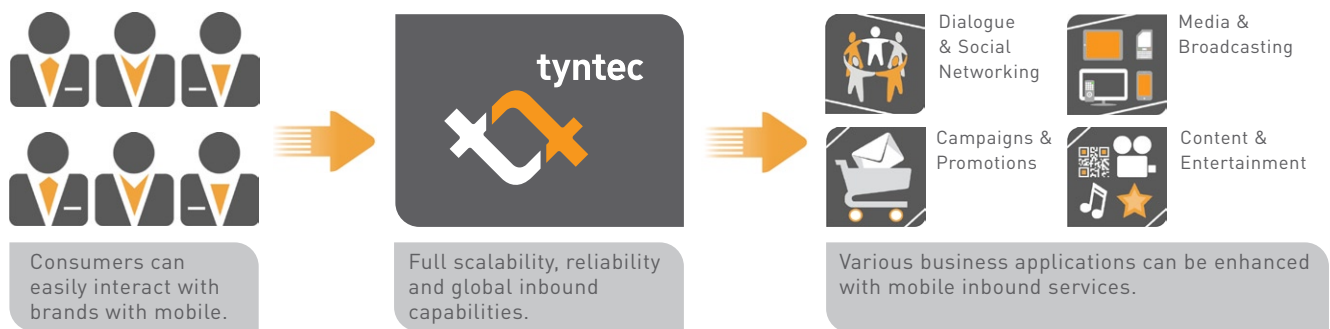 tyntec
Dialogue
& Social
Networking
Media &
Broadcasting
Campaigns &
Promotions
Content &
Entertainment
Consumers can
easily interact with
brands with mobile.
Full scalability, reliability
and global inbound
capabilities.
Various business applications can be enhanced
with mobile inbound services.